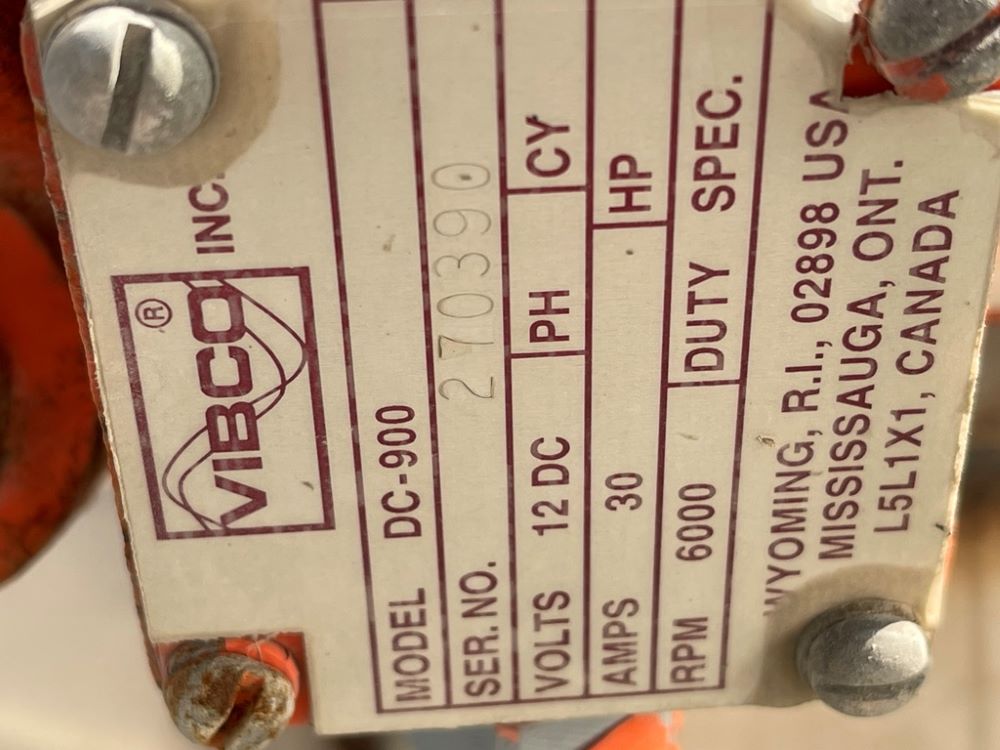 VIBCO ® INC.
MODEL DC-900
SER.NO. 270390
VOLTS 12 DC PH CY
AMPS 30 HP
RPM 6000 DUTY SPEC.
WYOMING, R.I., 02898 USA
MISSISSAUGA, ONT.
L5L1X1, CANADA